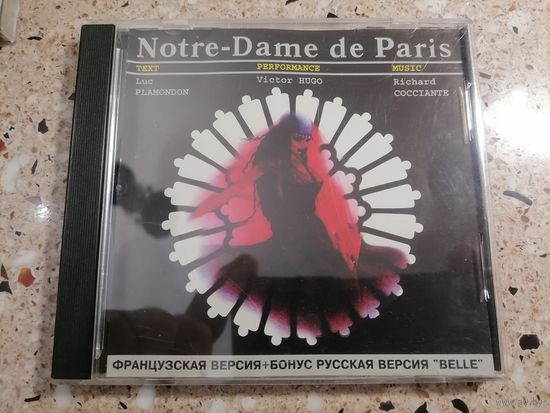 Notre-Dame de Paris
TEXT PERFORMANCE MUSIC
Luc Victor HUGO Richard
PLAMONDON COCCIANTE
ФРАНЦУЗСКАЯ ВЕРСИЯ+БОНУС РУССКАЯ ВЕРСИЯ "BELLE"